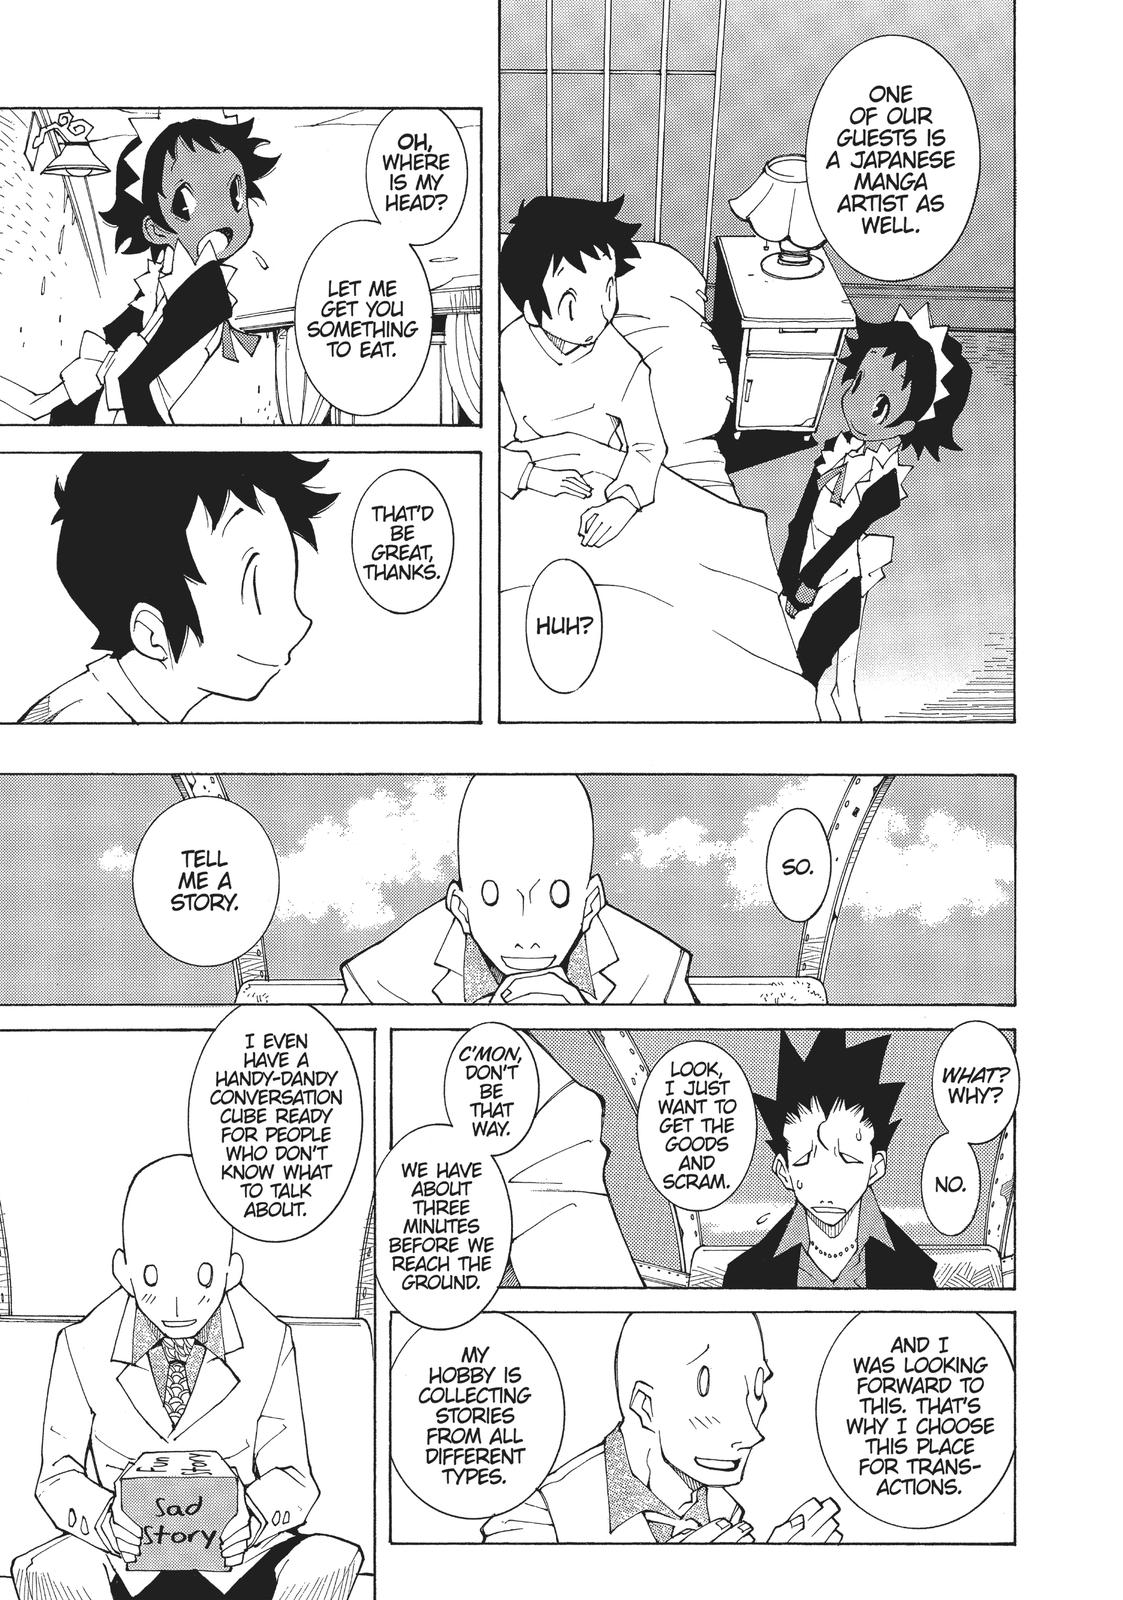 ONE
OF OUR
GUESTS IS
A JAPANESE
MANGA
ARTIST AS
WELL.
HUH?
OH,
WHERE
IS MY
HEAD?
LET ME
GET YOU
SOMETHING
TO EAT.
THAT'D
BE
GREAT,
THANKS.
SO.
TELL
ME A
STORY.
WHAT?
WHY?
NO.
LOOK,
I JUST
WANT TO
GET THE
GOODS
AND
SCRAM.
C'MON,
DON'T
BE
THAT
WAY.
WE HAVE
ABOUT
THREE
MINUTES
BEFORE WE
REACH THE
GROUND.
AND I
WAS LOOKING
FORWARD TO
THIS. THAT'S
WHY I CHOOSE
THIS PLACE
FOR TRANS-
ACTIONS.
MY
HOBBY IS
COLLECTING
STORIES
FROM ALL
DIFFERENT
TYPES.
I EVEN
HAVE A
HANDY-DANDY
CONVERSATION
CUBE READY
FOR PEOPLE
WHO DON'T
KNOW WHAT
TO TALK
ABOUT.
Fun
Story
Sad
Story